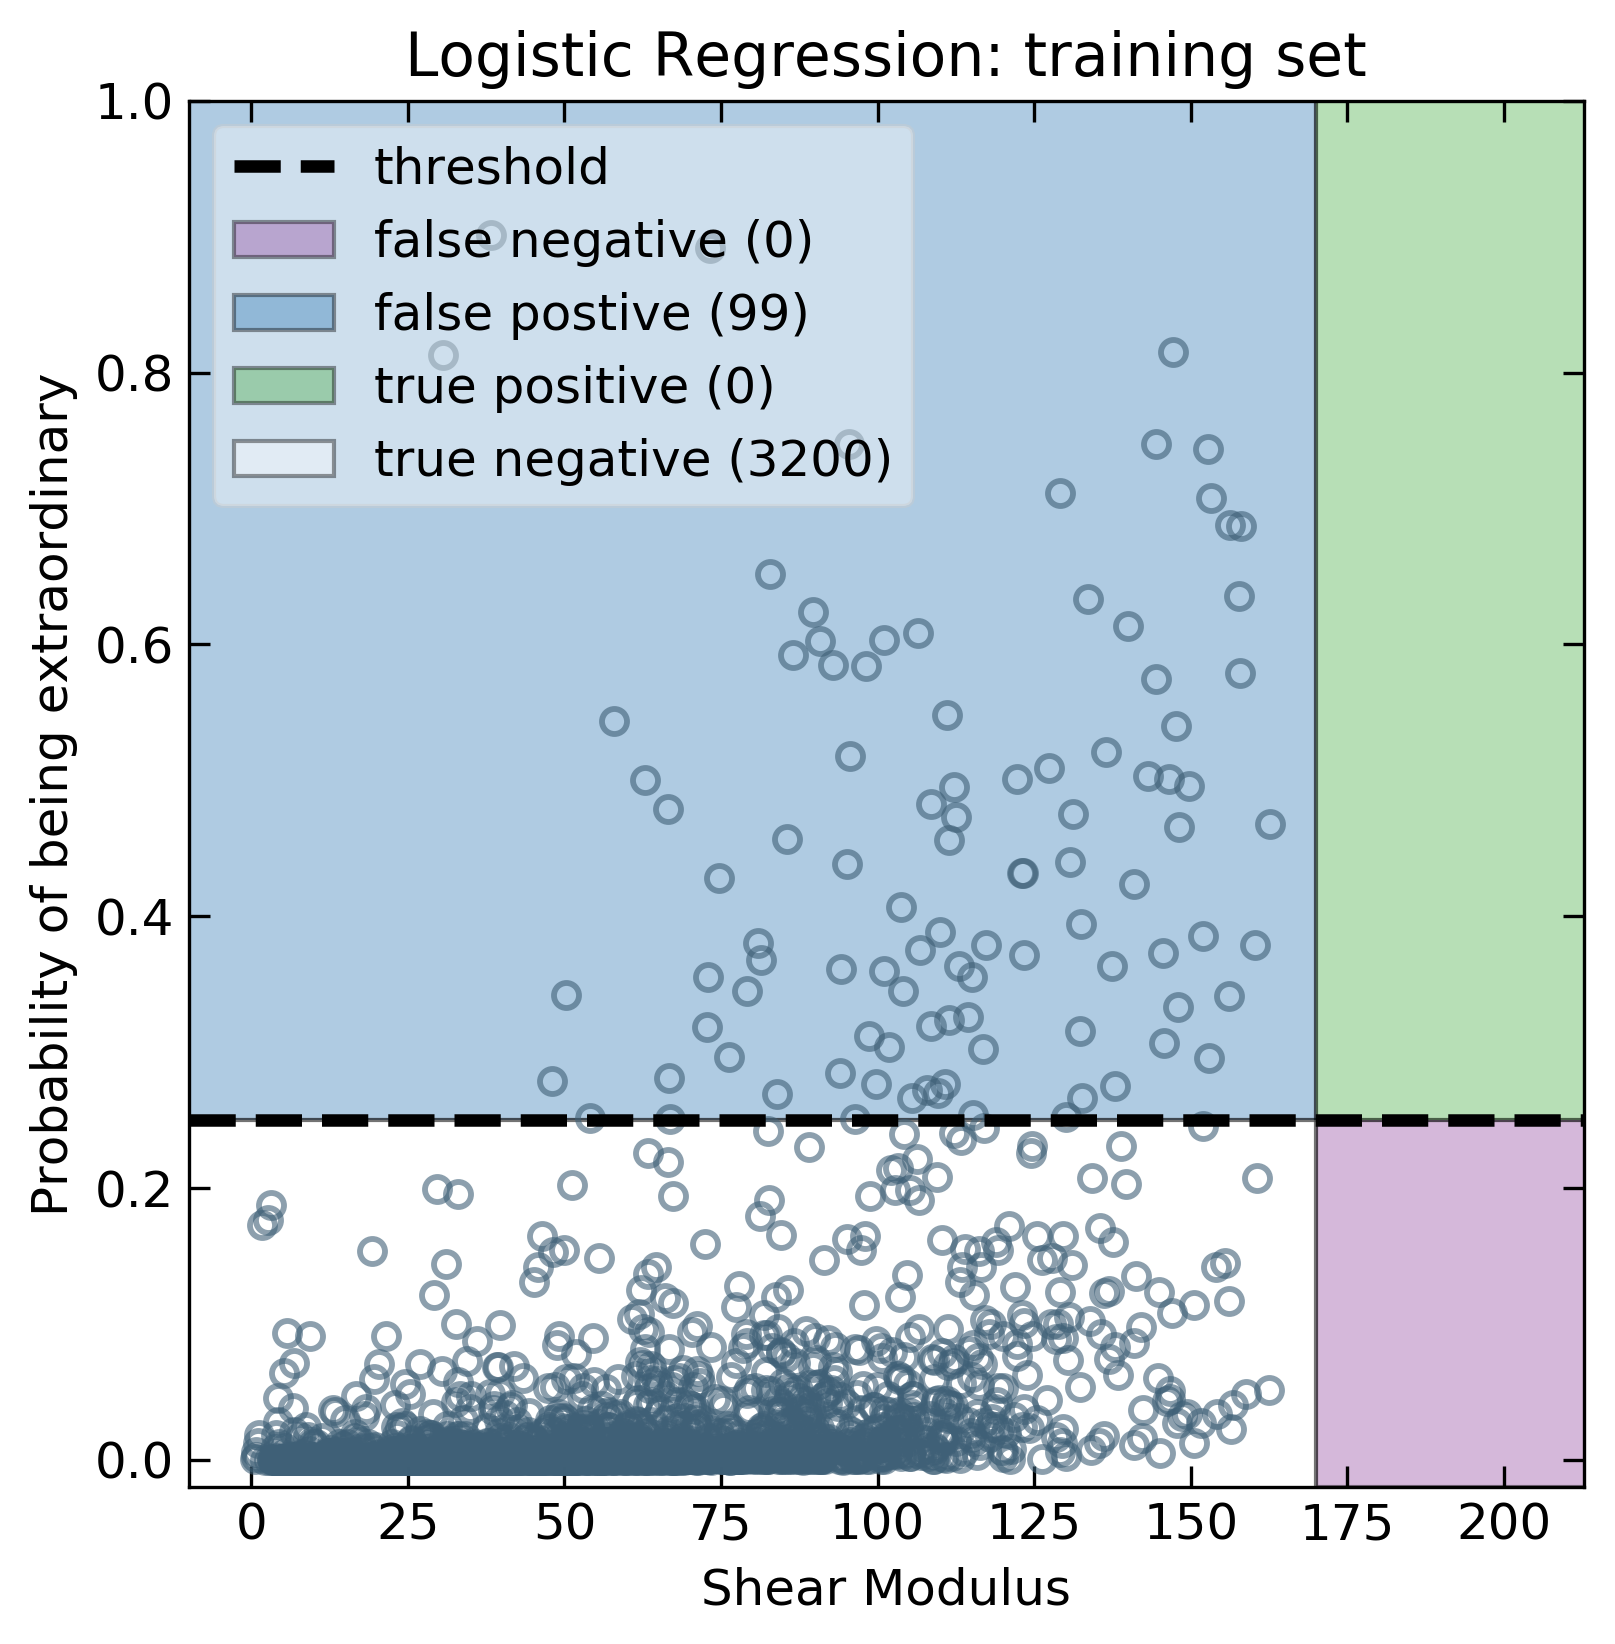 Logistic Regression: training set
1.0
0.8
0.6
0.4
0.2
0.0
Probability of being extraordinary
threshold
false negative (0)
false postive (99)
true positive (0)
true negative (3200)
0 25 50 75 100 125 150 175 200
Shear Modulus